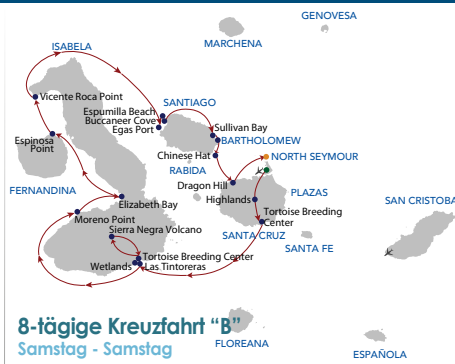 GENOVESA
MARCHENA
ISABELA
Vicente Roca Point
Espumilla Beach
Buccaneer Cove
Egas Port
SANTIAGO
Sullivan Bay
BARTHOLOMEW
Chinese Hat
NORTH SEYMOUR
Espinosa
Point
RABIDA
Dragon Hill
Highlands
PLAZAS
FERNANDINA
Elizabeth Bay
Moreno Point
Sierra Negra Volcano
Tortoise Breeding
Center
SANTA CRUZ
SANTA FE
SAN CRISTOBA
Tortoise Breeding Center
Wetlands
Las Tintoreras
8-tägige Kreuzfahrt “B”
Samstag - Samstag
FLOREANA
ESPAÑOLA